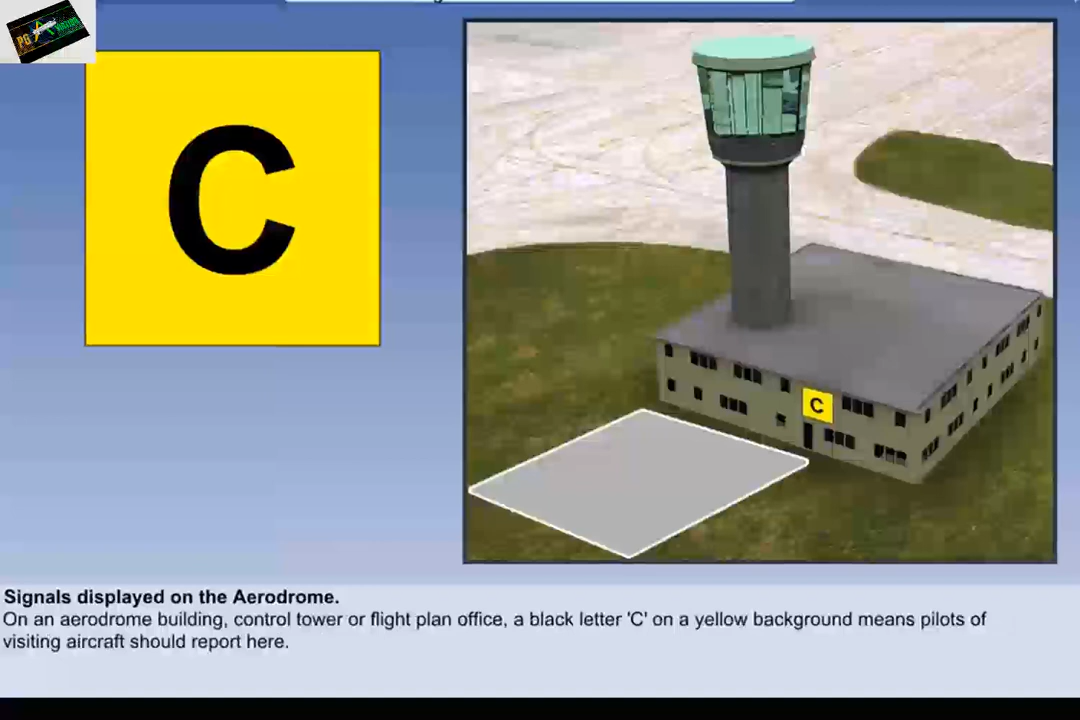 C
C
Signals displayed on the Aerodrome.
On an aerodrome building, control tower or flight plan office, a black letter 'C' on a yellow background means pilots of
visiting aircraft should report here.